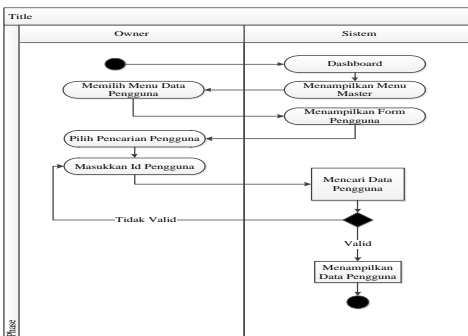 Title
Owner
Sistem
Dashboard
Memilih Menu Data
Pengguna
Menampilkan Menu
Master
Menampilkan Form
Pengguna
Pilih Pencarian Pengguna
Masukkan Id Pengguna
Mencari Data
Pengguna
Tidak Valid
Valid
Menampilkan
Data Pengguna
Phase